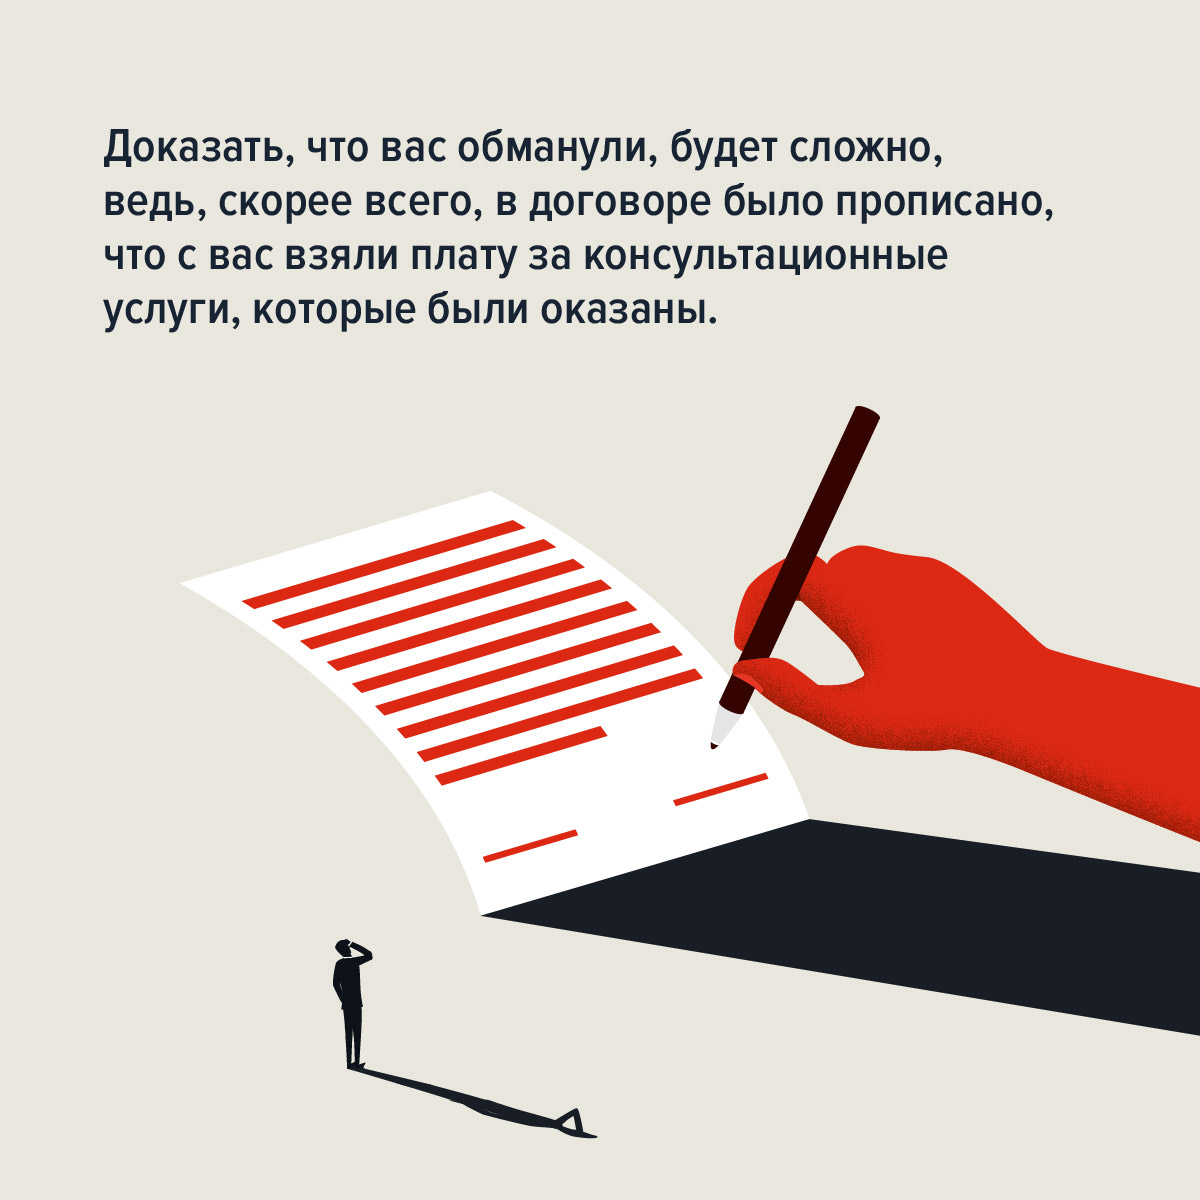 Доказать, что вас обманули, будет сложно,
ведь, скорее всего, в договоре было прописано,
что с вас взяли плату за консультационные
услуги, которые были оказаны.